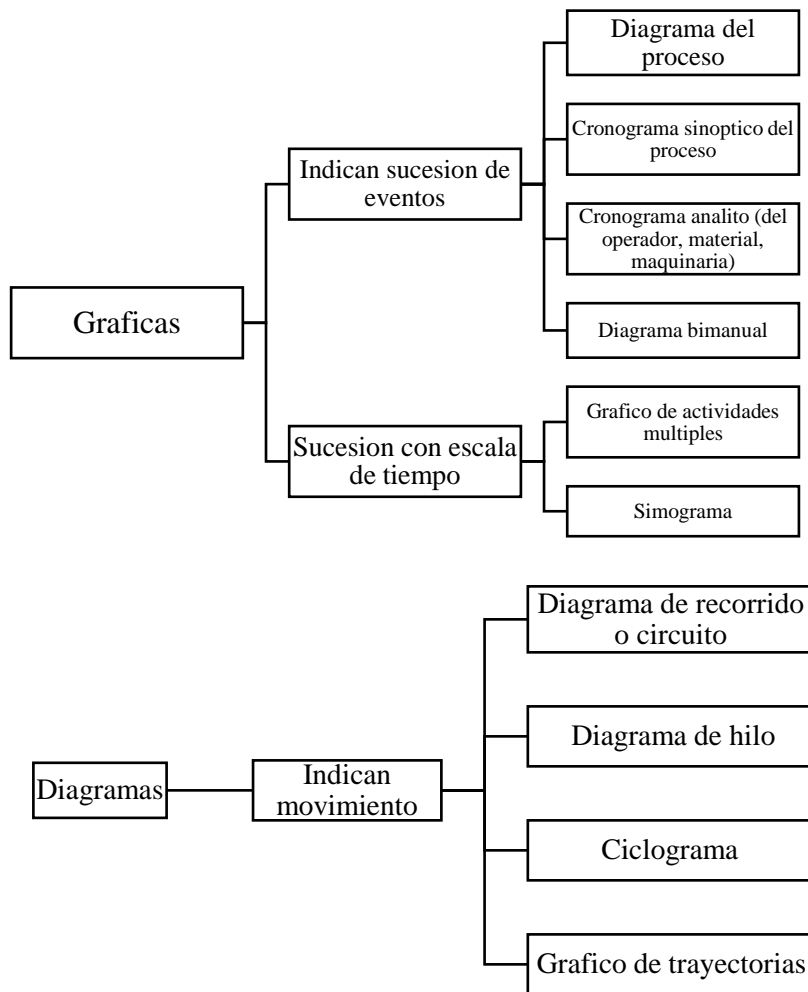 Diagrama del
proceso
Cronograma sinoptico del
proceso
Indican sucesion de
eventos
Cronograma analito (del
operador, material,
maquinaria)
Graficas
Diagrama bimanual
Grafico de actividades
multiples
Sucesion con escala
de tiempo
Simograma
Diagrama de recorrido
o circuito
Diagrama de hilo
Diagramas
Indican
movimiento
Ciclograma
Grafico de trayectorias